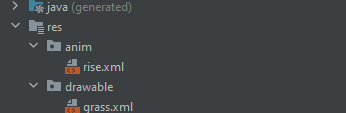 java (generated)
res
anim
rise.xml
drawable
grass.xml